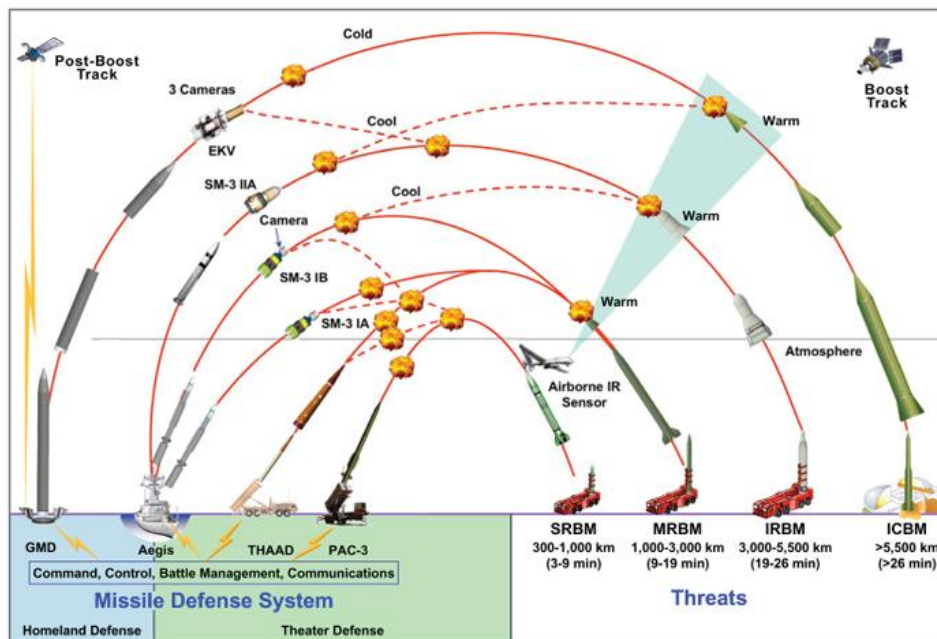 Cold
Post-Boost
Track
Boost
Track
3 Cameras
Cool
Warm
EKV
SM-3 IIA
Cool
Camera
Warm
SM-3 IB
Warm
SM-3 IA
Atmosphere
Airborne IR
Sensor
SRBM
300-1,000 km
(3-9 min)
MRBM
1,000-3,000 km
(9-19 min)
IRBM
3,000-5,500 km
(19-26 min)
ICBM
>5,500 km
(>26 min)
GMD
Aegis
THAAD
PAC-3
Command, Control, Battle Management, Communications
Missile Defense System
Threats
Homeland Defense
Theater Defense